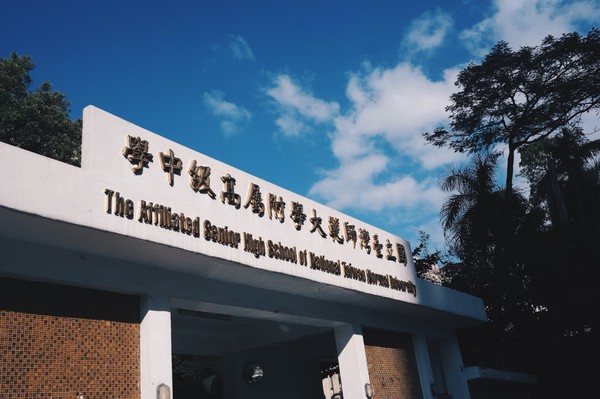 國立臺灣師範大學附屬高級中學
The Affiliated Senior High School of National Taiwan Normal University